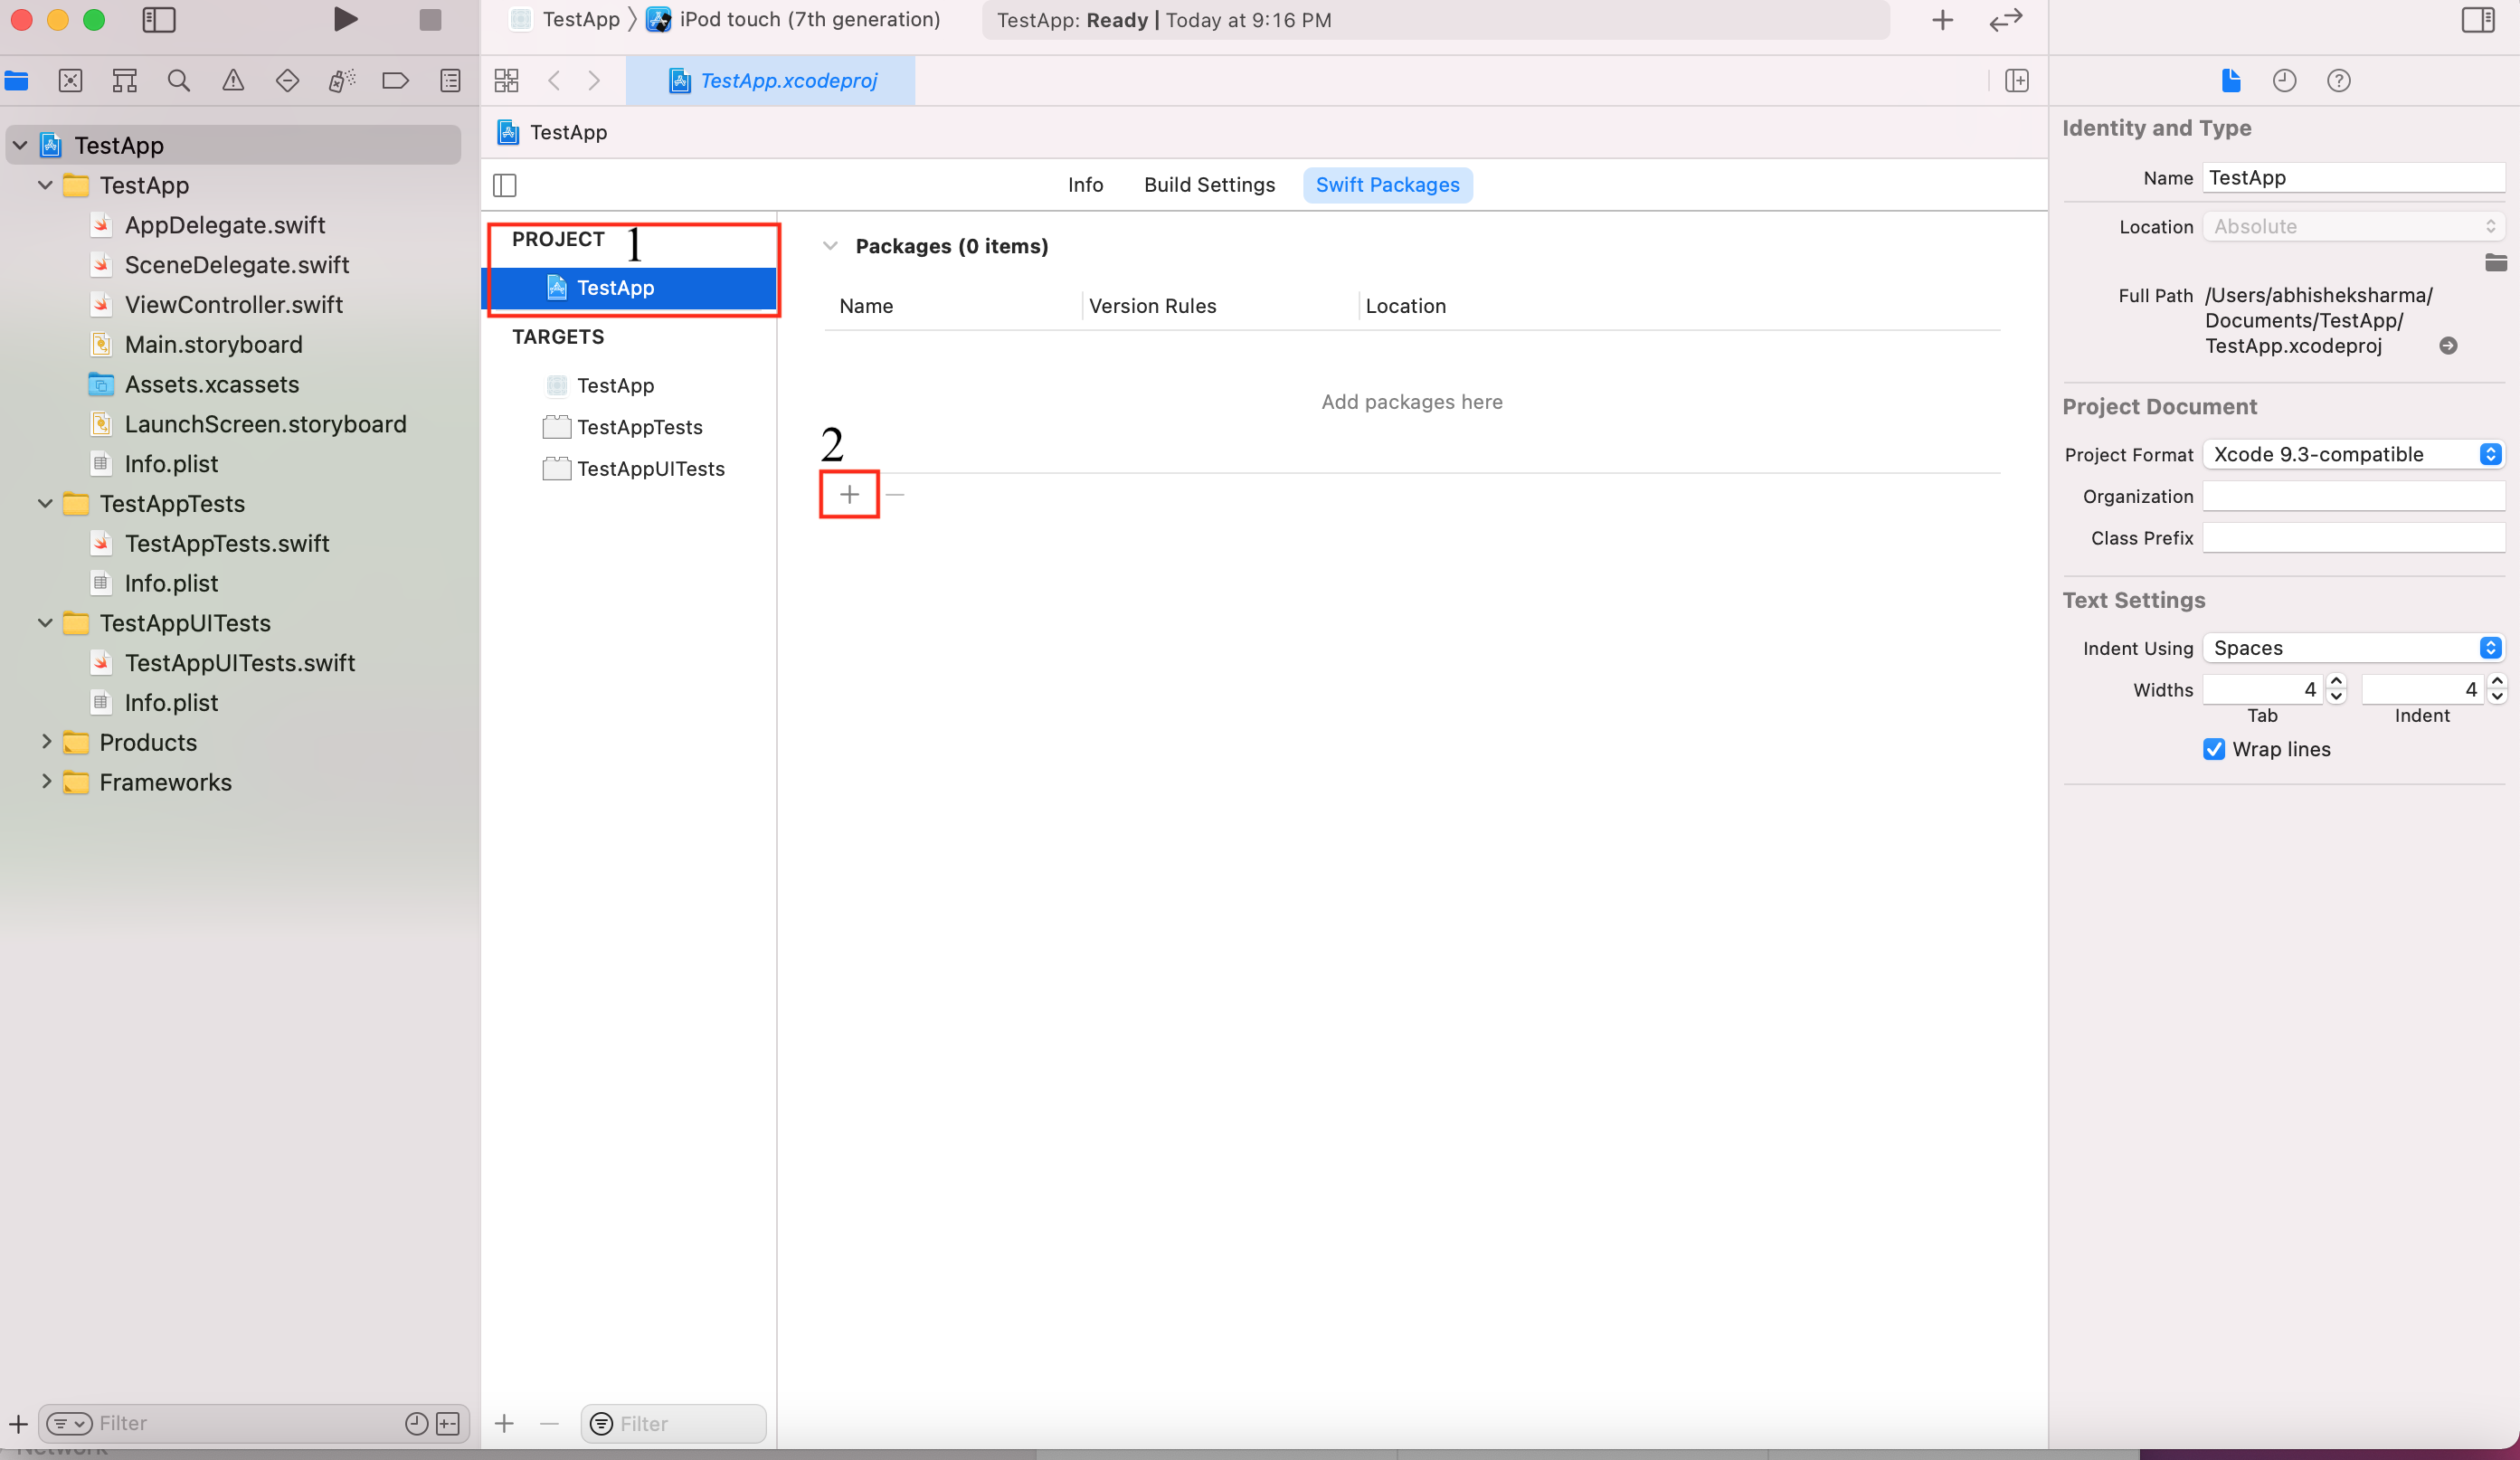 TestApp
iPod touch (7th generation)
TestApp: Ready | Today at 9:16 PM
TestApp.xcodeproj
TestApp
TestApp
TestApp
AppDelegate.swift
SceneDelegate.swift
ViewController.swift
Main.storyboard
Assets.xcassets
LaunchScreen.storyboard
Info.plist
TestAppTests
TestAppTests.swift
Info.plist
TestAppUITests
TestAppUITests.swift
Info.plist
Products
Frameworks
Filter
Network
Info
Build Settings
Swift Packages
PROJECT 1
TestApp
TARGETS
TestApp
TestAppTests
TestAppUITests
Filter
Packages (0 items)
Name
Version Rules
Location
Add packages here
2
Identity and Type
Name TestApp
Location Absolute
Full Path /Users/abhisheksharma/
Documents/TestApp/
TestApp.xcodeproj
Project Document
Project Format Xcode 9.3-compatible
Organization
Class Prefix
Text Settings
Indent Using Spaces
Widths 4 4
Tab Indent
Wrap lines